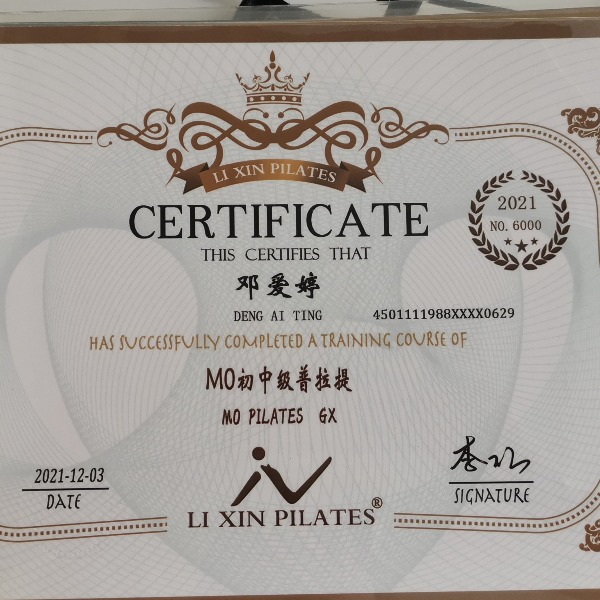 LI XIN PILATES
CERTIFICATE
2021
NO. 6000
THIS CERTIFIES THAT
邓爱婷
DENG AI TING
4501111988XXXX0629
HAS SUCCESSFULLY COMPLETED A TRAINING COURSE OF
MO初中级普拉提
MO PILATES GX
2021-12-03
DATE
SIGNATURE
LI XIN PILATES®